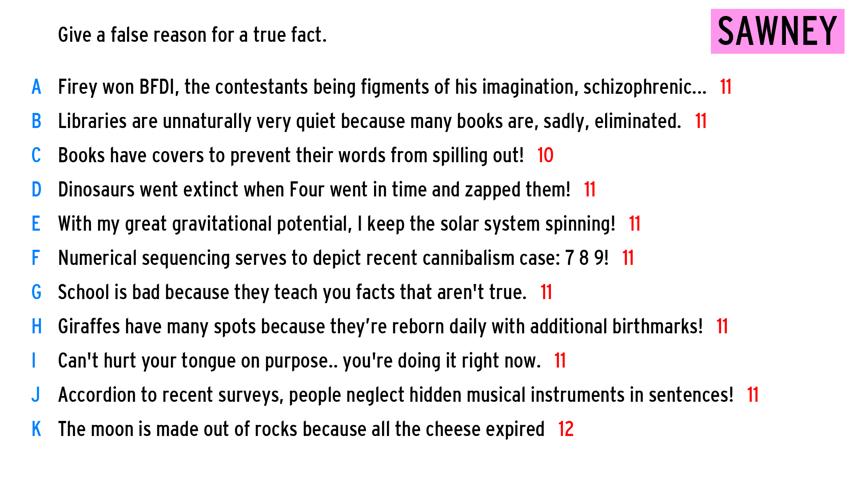 Give a false reason for a true fact.
SAWNEY
A Firey won BFDI, the contestants being figments of his imagination, schizophrenic... 11
B Libraries are unnaturally very quiet because many books are, sadly, eliminated. 11
C Books have covers to prevent their words from spilling out! 10
D Dinosaurs went extinct when Four went in time and zapped them! 11
E With my great gravitational potential, I keep the solar system spinning! 11
F Numerical sequencing serves to depict recent cannibalism case: 7 8 9! 11
G School is bad because they teach you facts that aren't true. 11
H Giraffes have many spots because they’re reborn daily with additional birthmarks! 11
I Can't hurt your tongue on purpose.. you're doing it right now. 11
J Accordion to recent surveys, people neglect hidden musical instruments in sentences! 11
K The moon is made out of rocks because all the cheese expired 12